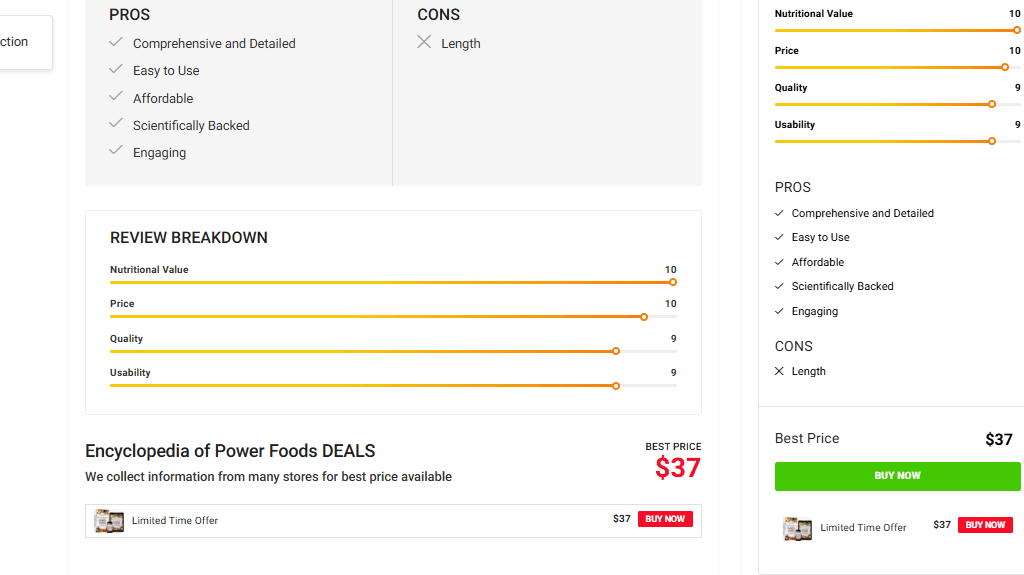 ction
PROS
Comprehensive and Detailed
Easy to Use
Affordable
Scientifically Backed
Engaging
CONS
Length
REVIEW BREAKDOWN
Nutritional Value 10
Price 10
Quality 9
Usability 9
Encyclopedia of Power Foods DEALS
We collect information from many stores for best price available
BEST PRICE
$37
Limited Time Offer $37 BUY NOW
Nutritional Value 10
Price 10
Quality 9
Usability 9
PROS
Comprehensive and Detailed
Easy to Use
Affordable
Scientifically Backed
Engaging
CONS
Length
Best Price $37
BUY NOW
Limited Time Offer $37 BUY NOW